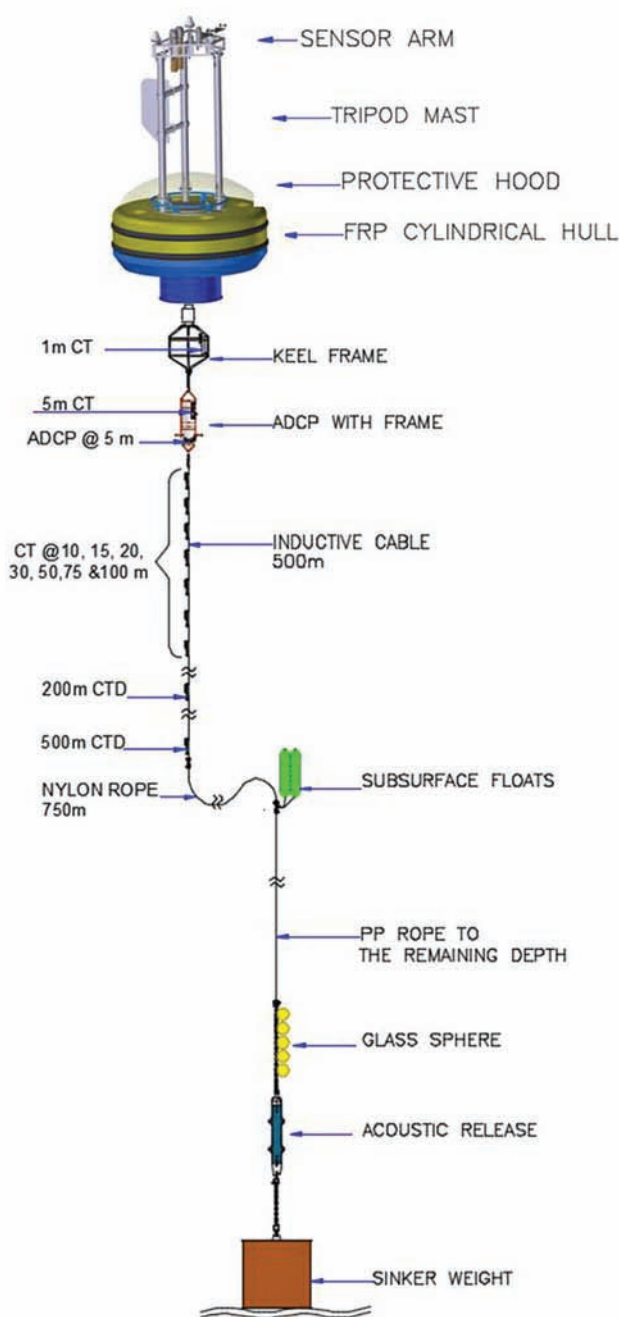 SENSOR ARM
TRIPOD MAST
PROTECTIVE HOOD
FRP CYLINDRICAL HULL
1m CT
KEEL FRAME
5m CT
ADCP WITH FRAME
ADCP @ 5 m
INDUCTIVE CABLE
500m
CT @10, 15, 20,
30, 50,75 &100 m
200m CTD
500m CTD
NYLON ROPE
750m
SUBSURFACE FLOATS
PP ROPE TO
THE REMAINING DEPTH
GLASS SPHERE
ACOUSTIC RELEASE
SINKER WEIGHT